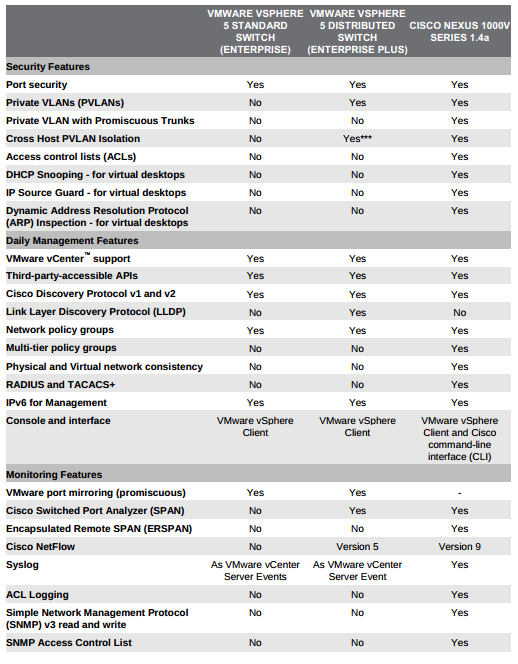 VMWARE VSPHERE 5 STANDARD SWITCH (ENTERPRISE) VMWARE VSPHERE 5 DISTRIBUTED SWITCH (ENTERPRISE PLUS) CISCO NEXUS 1000V SERIES 1.4a
Security Features
Port security Yes Yes Yes
Private VLANs (PVLANs) No Yes Yes
Private VLAN with Promiscuous Trunks No No Yes
Cross Host PVLAN Isolation No Yes*** Yes
Access control lists (ACLs) No No Yes
DHCP Snooping - for virtual desktops No No Yes
IP Source Guard - for virtual desktops No No Yes
Dynamic Address Resolution Protocol (ARP) Inspection - for virtual desktops No No Yes
Daily Management Features
VMware vCenter™ support Yes Yes Yes
Third-party-accessible APIs Yes Yes Yes
Cisco Discovery Protocol v1 and v2 Yes Yes Yes
Link Layer Discovery Protocol (LLDP) No Yes No
Network policy groups Yes Yes Yes
Multi-tier policy groups No No Yes
Physical and Virtual network consistency No No Yes
RADIUS and TACACS+ No No Yes
IPv6 for Management Yes Yes Yes
Console and interface VMware vSphere Client VMware vSphere Client VMware vSphere Client and Cisco command-line interface (CLI)
Monitoring Features
VMware port mirroring (promiscuous) Yes Yes -
Cisco Switched Port Analyzer (SPAN) No Yes Yes
Encapsulated Remote SPAN (ERSPAN) No No Yes
Cisco NetFlow No Version 5 Version 9
Syslog As VMware vCenter Server Events As VMware vCenter Server Event Yes
ACL Logging No No Yes
Simple Network Management Protocol (SNMP) v3 read and write No No Yes
SNMP Access Control List No No Yes